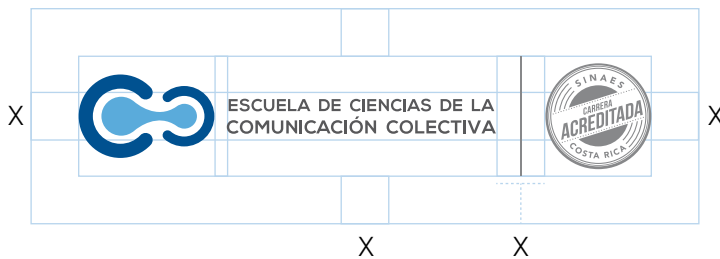 X
ESCUELA DE CIENCIAS DE LA
COMUNICACIÓN COLECTIVA
SINAES
CARRERA
ACREDITADA
COSTA RICA
X
X
X